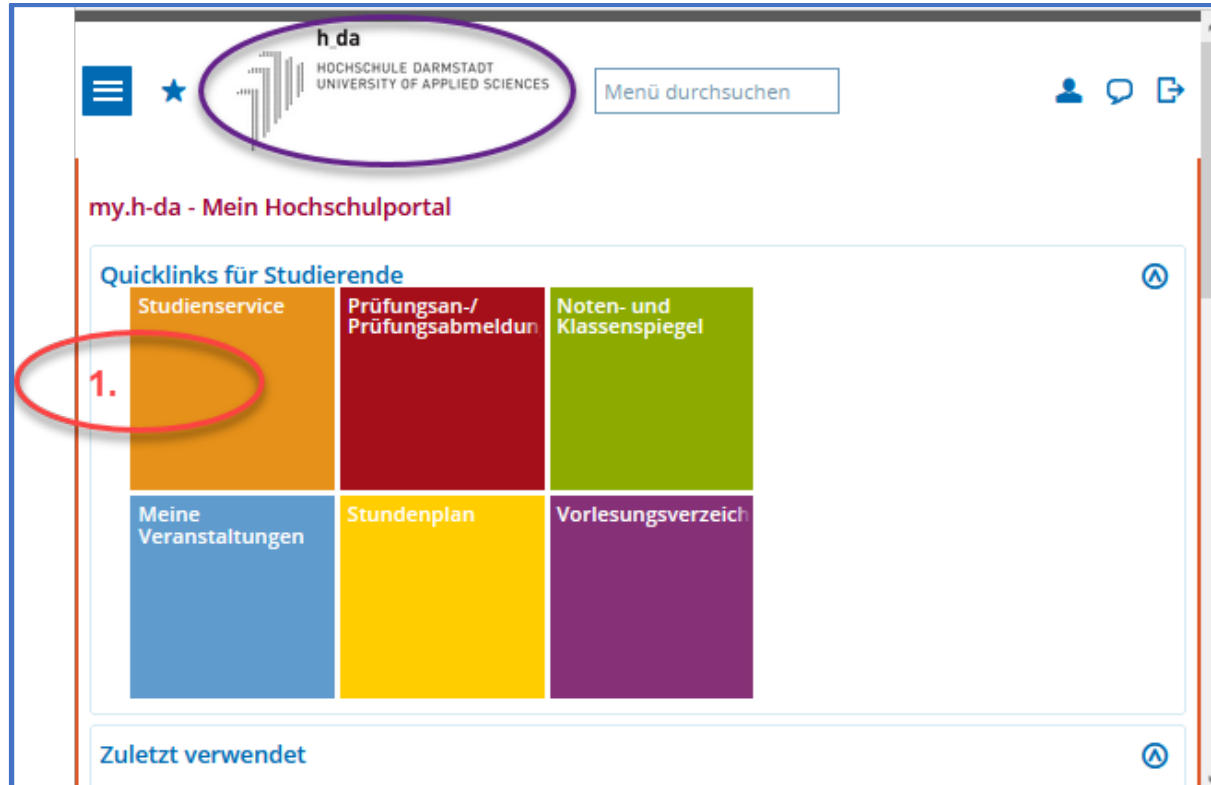 h_da
HOCHSCHULE DARMSTADT
UNIVERSITY OF APPLIED SCIENCES
Menü durchsuchen
my.h-da - Mein Hochschulportal
Quicklinks für Studierende
Studienservice
Prüfungsan-/
Prüfungsabmeldun
Noten- und
Klassenspiegel
1.
Meine
Veranstaltungen
Stundenplan
Vorlesungsverzeich
Zuletzt verwendet